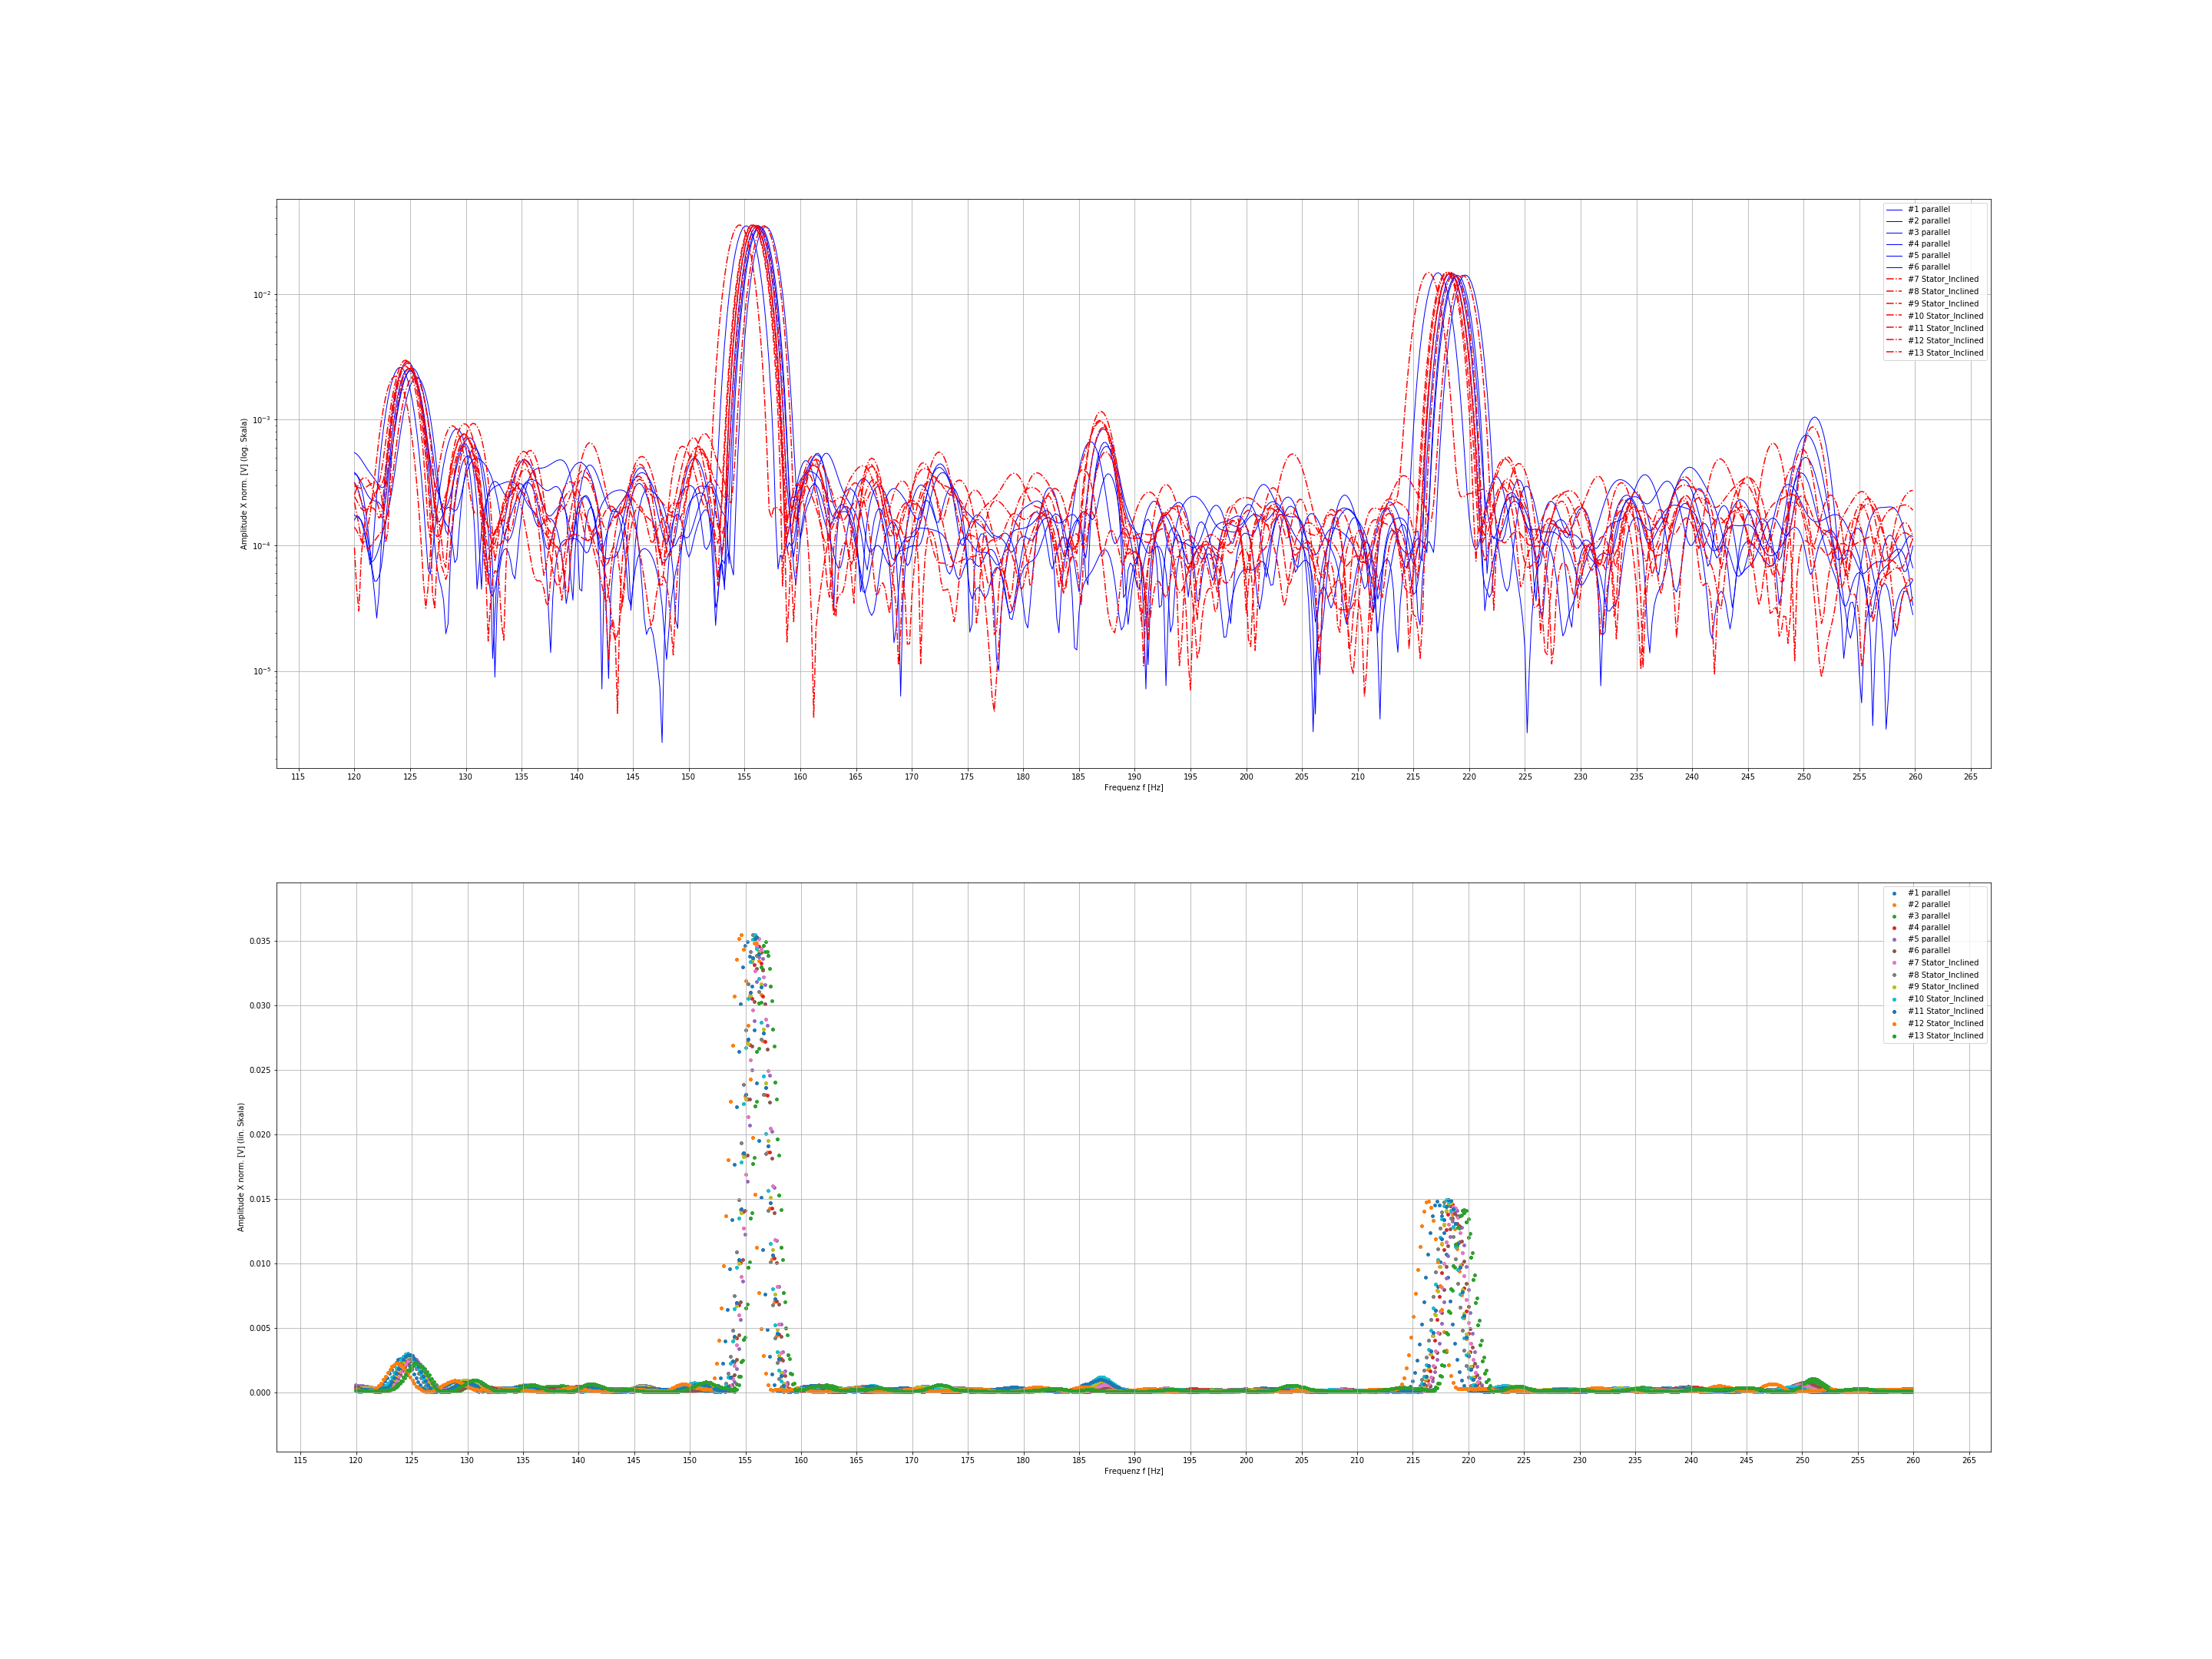 Amplitude X norm. [V] (log. Skala)
10⁻²
10⁻³
10⁻⁴
10⁻⁵
115 120 125 130 135 140 145 150 155 160 165 170 175 180 185 190 195 200 205 210 215 220 225 230 235 240 245 250 255 260 265
Frequenz f [Hz]
#1 parallel
#2 parallel
#3 parallel
#4 parallel
#5 parallel
#6 parallel
#7 Stator_Inclined
#8 Stator_Inclined
#9 Stator_Inclined
#10 Stator_Inclined
#11 Stator_Inclined
#12 Stator_Inclined
#13 Stator_Inclined
Amplitude X norm. [V] (lin. Skala)
0.035
0.030
0.025
0.020
0.015
0.010
0.005
0.000
115 120 125 130 135 140 145 150 155 160 165 170 175 180 185 190 195 200 205 210 215 220 225 230 235 240 245 250 255 260 265
Frequenz f [Hz]
#1 parallel
#2 parallel
#3 parallel
#4 parallel
#5 parallel
#6 parallel
#7 Stator_Inclined
#8 Stator_Inclined
#9 Stator_Inclined
#10 Stator_Inclined
#11 Stator_Inclined
#12 Stator_Inclined
#13 Stator_Inclined